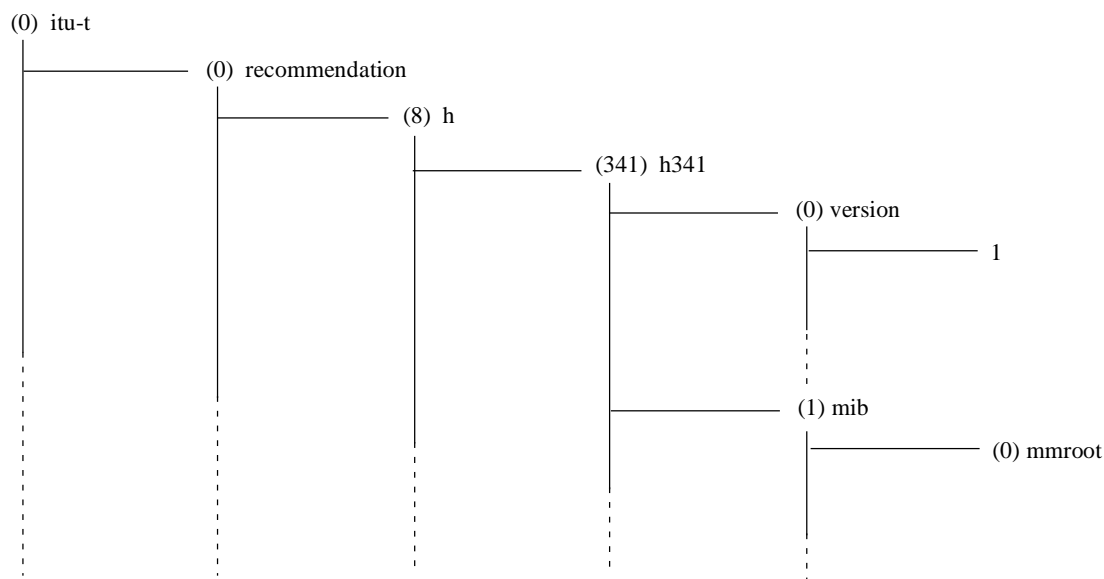 (0) itu-t
(0) recommendation
(8) h
(341) h341
(0) version
1
(1) mib
(0) mmroot